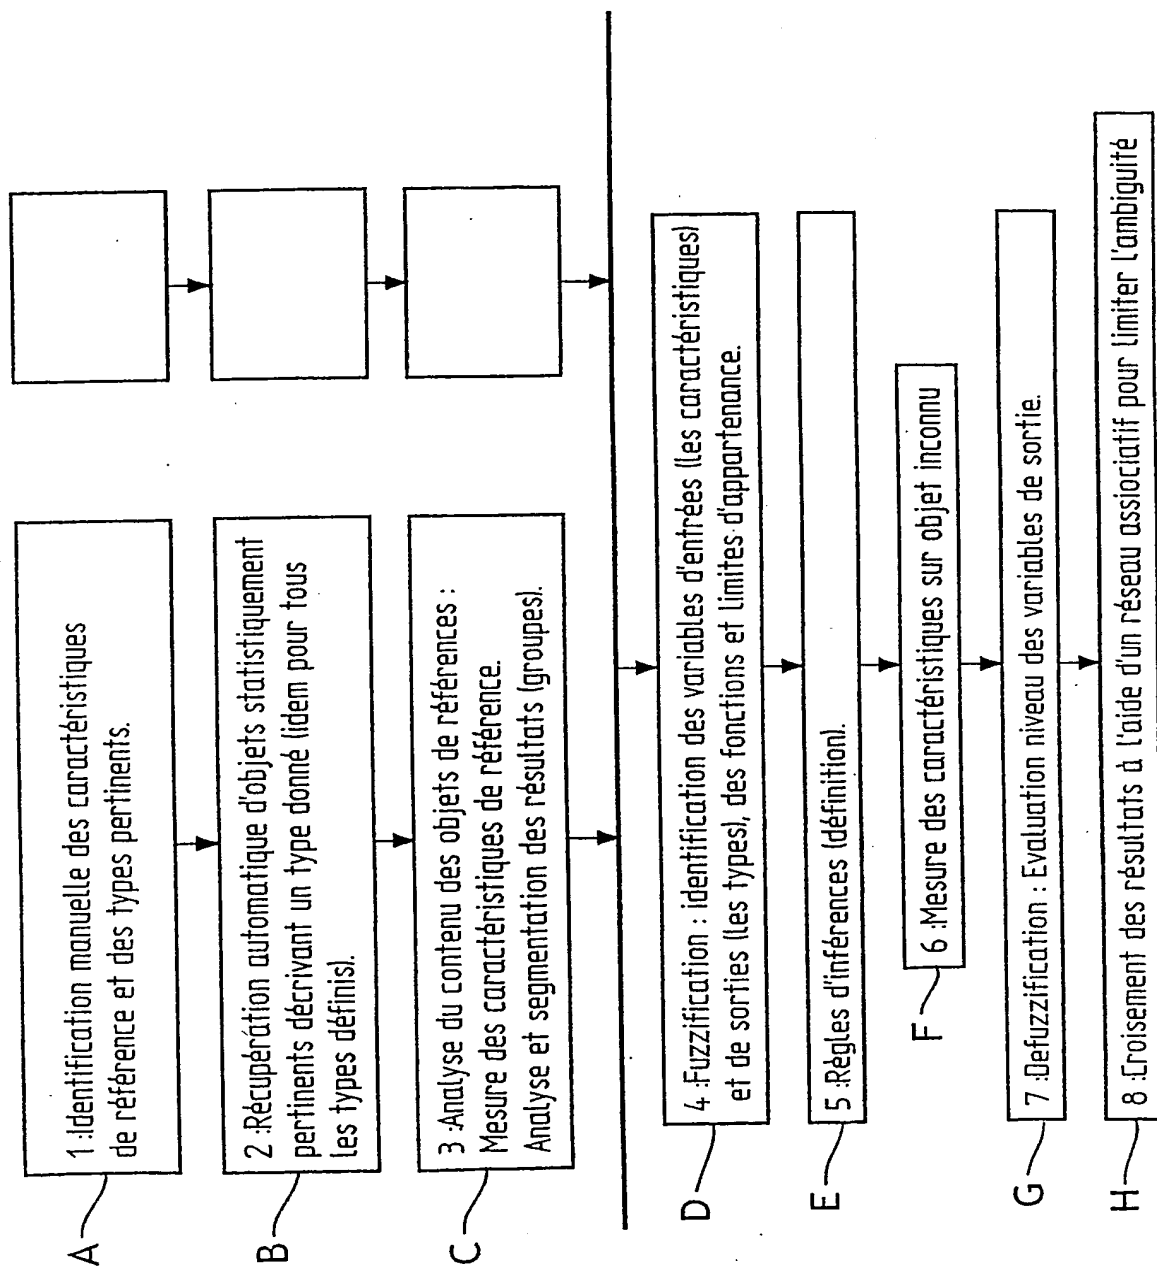 A
1 :Identification manuelle des caractéristiques
de référence et des types pertinents.
B
2 :Récupérátion automatique d'objets statistiquement
pertinents décrivant un type donné (idem pour tous
les types définis).
C
3 :Analyse du contenu des objets de références :
Mesure des caractéristiques de référence.
Analyse et segmentation des résultats (groupes).
D
4 :Fuzzification : identification des variables d'entrées (les caractéristiques)
et de sorties (les types), des fonctions et limites d'appartenance.
E
5 :Règles d'inférences (définition).
F
6 :Mesure des caractéristiques sur objet inconnu
G
7 :Defuzzification : Evaluation niveau des variables de sortie.
H
8 :Croisement des résultats à l'aide d'un réseau assiociatif pour limiter l'ambiguité